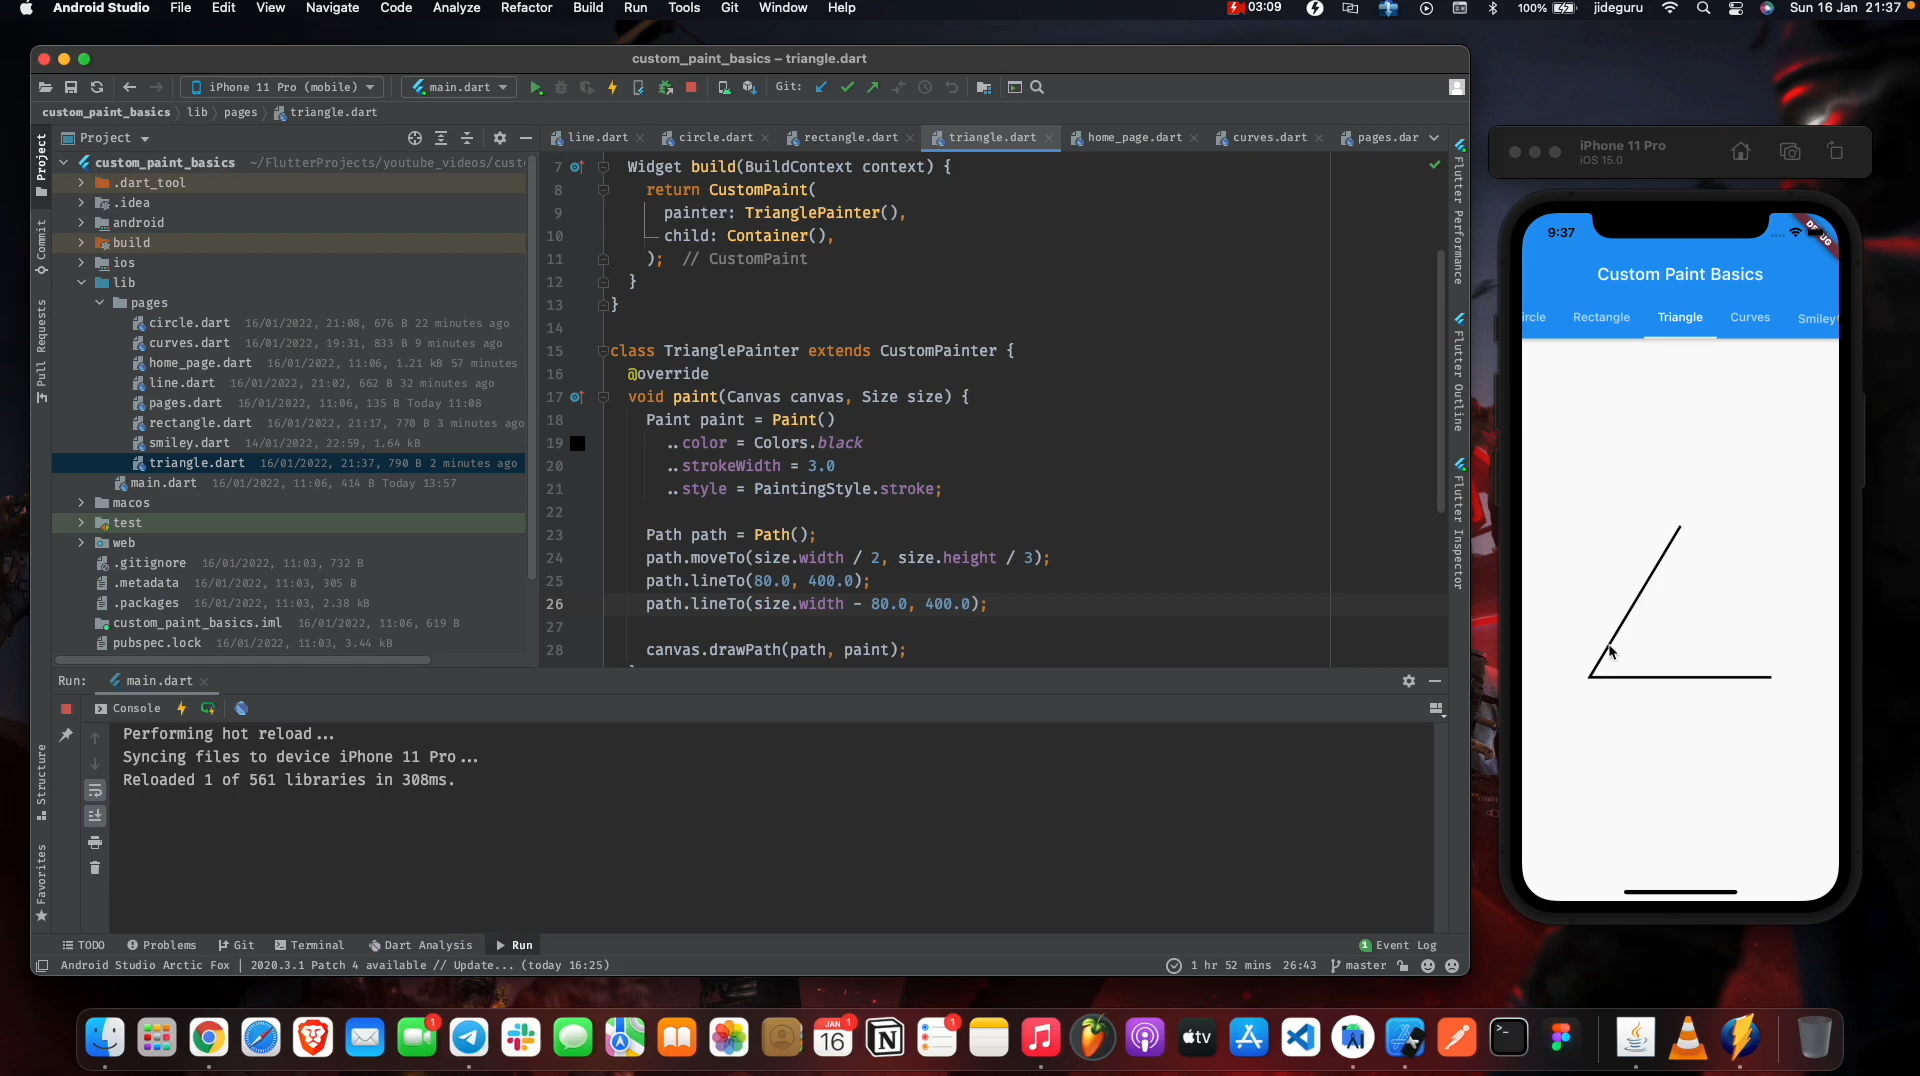 Android Studio File Edit View Navigate Code Analyze Refactor Build Run Tools Git Window Help 03:09 100% jideguru Sun 16 Jan 21:37
custom_paint_basics – triangle.dart
iPhone 11 Pro (mobile) main.dart Git:
custom_paint_basics lib pages triangle.dart
Project line.dart circle.dart rectangle.dart triangle.dart home_page.dart curves.dart pages.dar
custom_paint_basics ~/FlutterProjects/youtube_videos/cust
.dart_tool
.idea
android
build
ios
lib
pages
circle.dart 16/01/2022, 21:08, 676 B 22 minutes ago
curves.dart 16/01/2022, 19:31, 833 B 9 minutes ago
home_page.dart 16/01/2022, 11:06, 1.21 kB 57 minutes
line.dart 16/01/2022, 21:02, 662 B 32 minutes ago
pages.dart 16/01/2022, 11:06, 135 B Today 11:08
rectangle.dart 16/01/2022, 21:17, 770 B 3 minutes ago
smiley.dart 14/01/2022, 22:59, 1.64 kB
triangle.dart 16/01/2022, 21:37, 790 B 2 minutes ago
main.dart 16/01/2022, 11:06, 414 B Today 13:57
macos
test
web
.gitignore 16/01/2022, 11:03, 732 B
.metadata 16/01/2022, 11:03, 305 B
.packages 16/01/2022, 11:03, 2.38 kB
custom_paint_basics.iml 16/01/2022, 11:06, 619 B
pubspec.lock 16/01/2022, 11:03, 3.44 kB
Project
Commit
Pull Requests
Structure
Favorites
7 Widget build(BuildContext context) {
8 return CustomPaint(
9 painter: TrianglePainter(),
10 child: Container(),
11 ); // CustomPaint
12 }
13 }
14
15 class TrianglePainter extends CustomPainter {
16 @override
17 void paint(Canvas canvas, Size size) {
18 Paint paint = Paint()
19 ..color = Colors.black
20 ..strokeWidth = 3.0
21 ..style = PaintingStyle.stroke;
22
23 Path path = Path();
24 path.moveTo(size.width / 2, size.height / 3);
25 path.lineTo(80.0, 400.0);
26 path.lineTo(size.width - 80.0, 400.0);
27
28 canvas.drawPath(path, paint);
Flutter Performance
Flutter Outline
Flutter Inspector
Run: main.dart
Console
Performing hot reload...
Syncing files to device iPhone 11 Pro...
Reloaded 1 of 561 libraries in 308ms.
TODO Problems Git Terminal Dart Analysis Run 1 Event Log
Android Studio Arctic Fox | 2020.3.1 Patch 4 available // Update... (today 16:25) 1 hr 52 mins 26:43 master
iPhone 11 Pro
iOS 15.0
9:37
DEBUG
Custom Paint Basics
ircle Rectangle Triangle Curves Smiley
1
JAN 1
16
1
tv